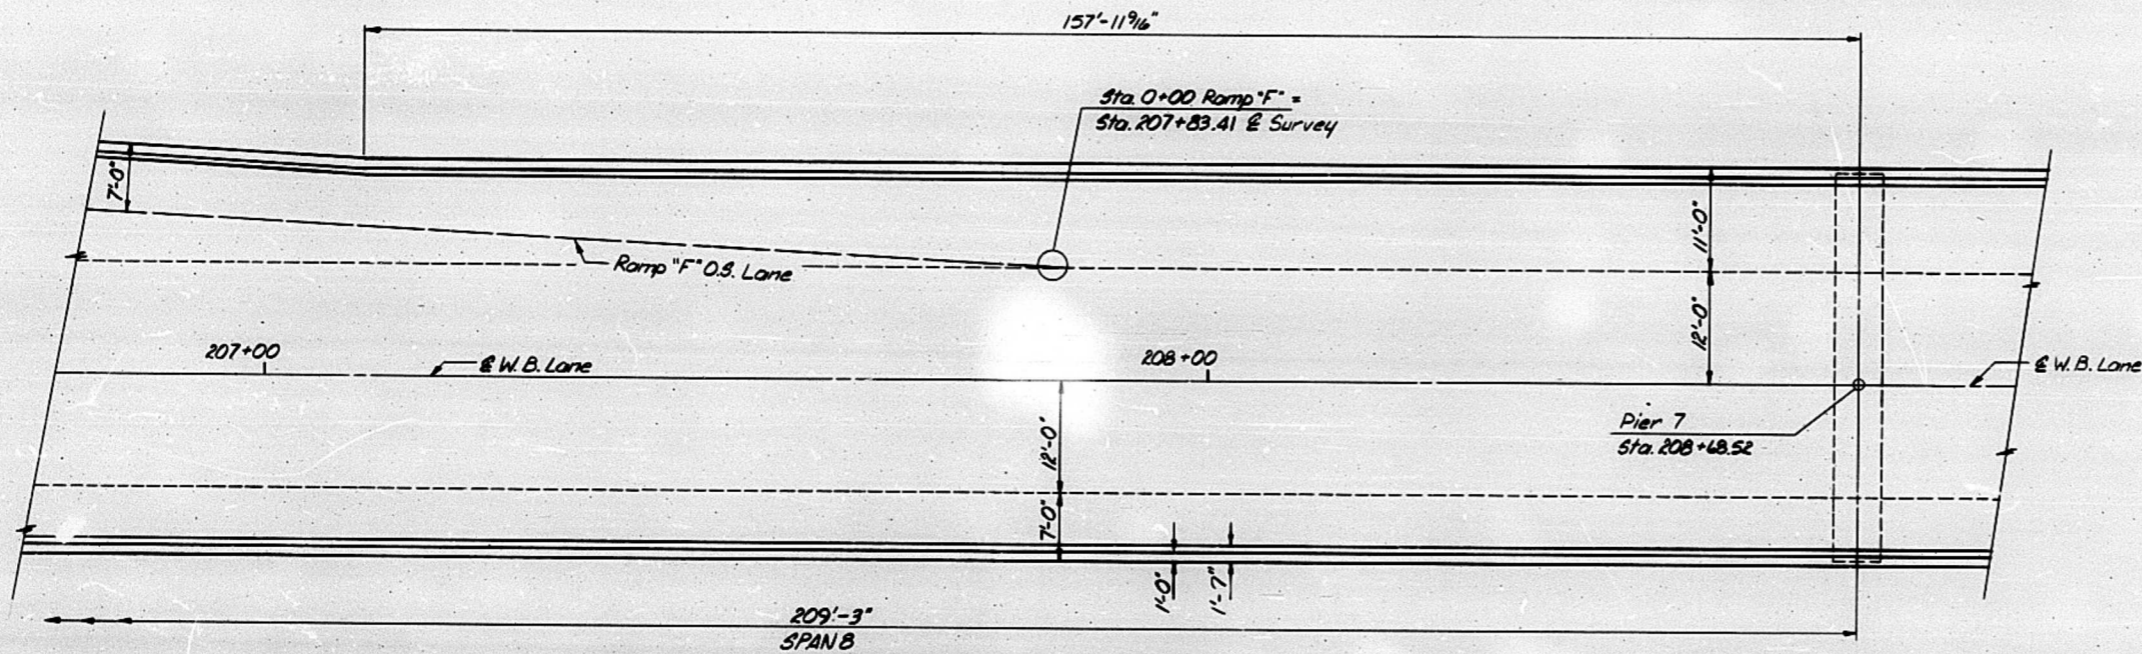 157'-11 9/16"
Sta. 0+00 Ramp "F" =
Sta. 207+83.41 ℄ Survey
7'-0"
11'-0"
Ramp "F" O.S. Lane
12'-0"
207+00
℄ W.B. Lane
208+00
℄ W.B. Lane
Pier 7
Sta. 208+68.52
12'-0"
7'-0"
1'-0"
1'-7"
209'-3"
SPAN 8